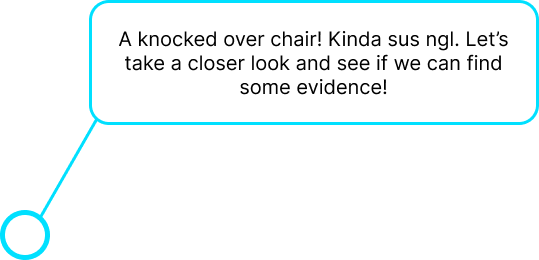 A knocked over chair! Kinda sus ngl. Let’s
take a closer look and see if we can find
some evidence!